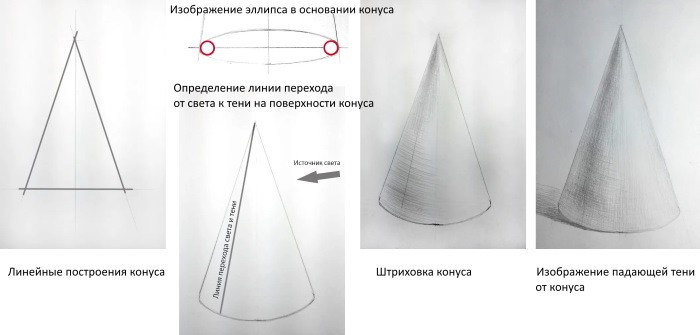 Изображение эллипса в основании конуса
Определение линии перехода
от света к тени на поверхности конуса
Источник света
Линия перехода света и тени
Линейные построения конуса
Штриховка конуса
Изображение падающей тени
от конуса